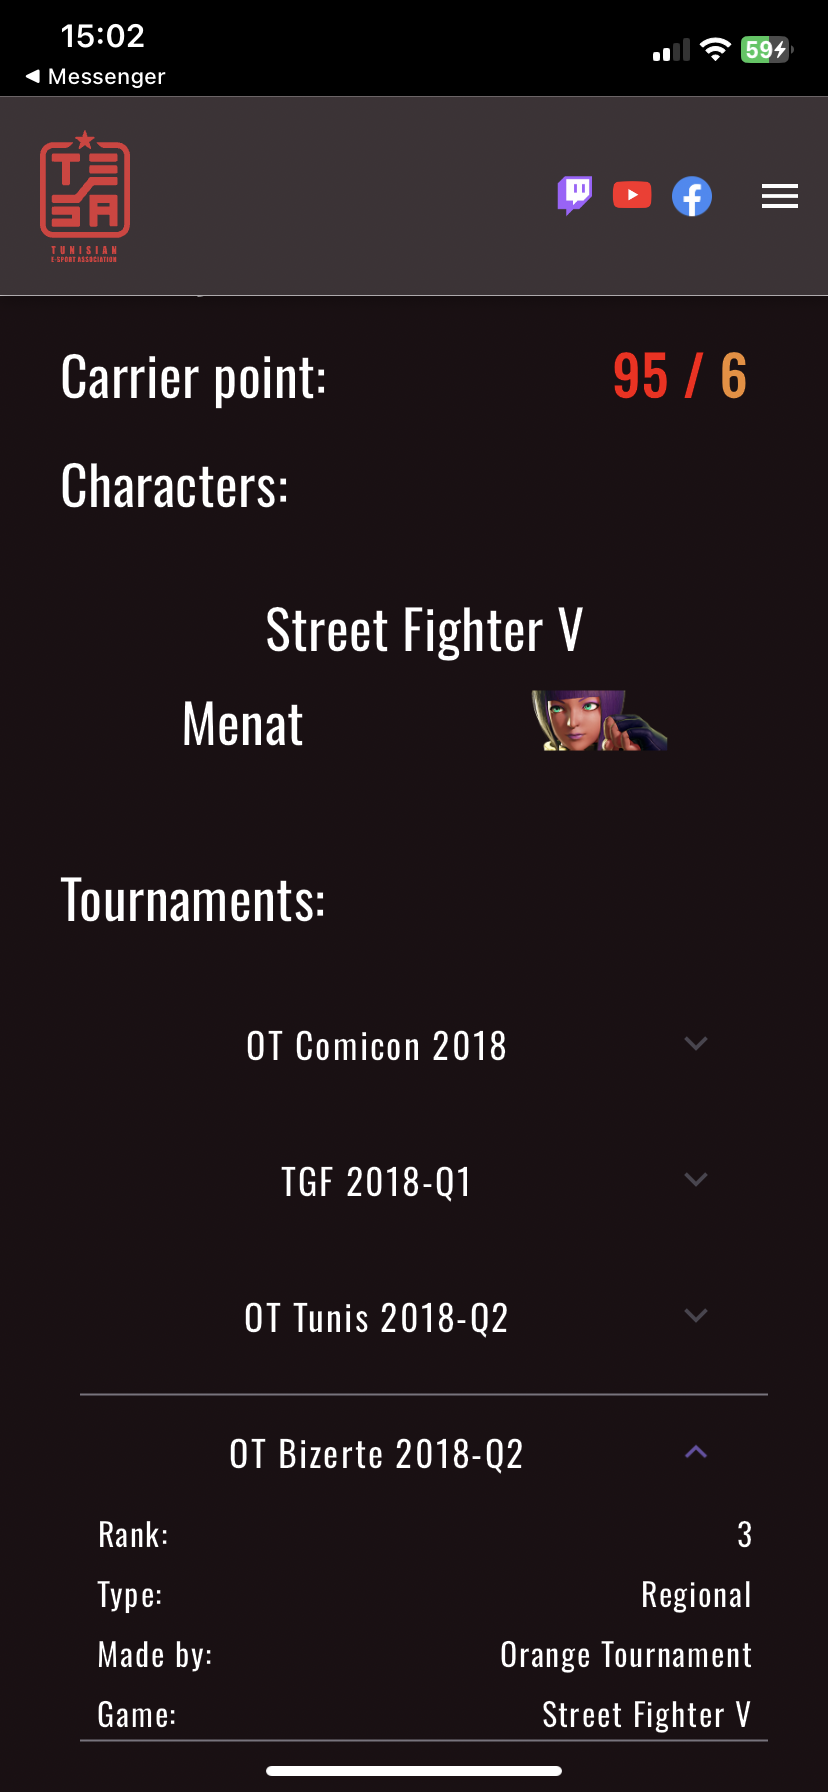 15:02
59
Messenger
TE
SA
TUNISIAN
E-SPORT ASSOCIATION
Carrier point: 95 / 6
Characters:
Street Fighter V
Menat
Tournaments:
OT Comicon 2018
TGF 2018-Q1
OT Tunis 2018-Q2
OT Bizerte 2018-Q2
Rank: 3
Type: Regional
Made by: Orange Tournament
Game: Street Fighter V